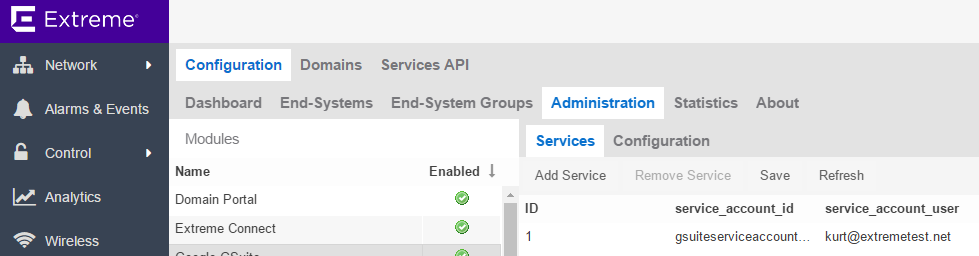 Extreme
Network
Alarms & Events
Control
Analytics
Wireless
Configuration Domains Services API
Dashboard End-Systems End-System Groups Administration Statistics About
Modules
Name Enabled
Domain Portal
Extreme Connect
Google GSuite
Services Configuration
Add Service Remove Service Save Refresh
ID service_account_id service_account_user
1 gsuiteserviceaccount... kurt@extremetest.net